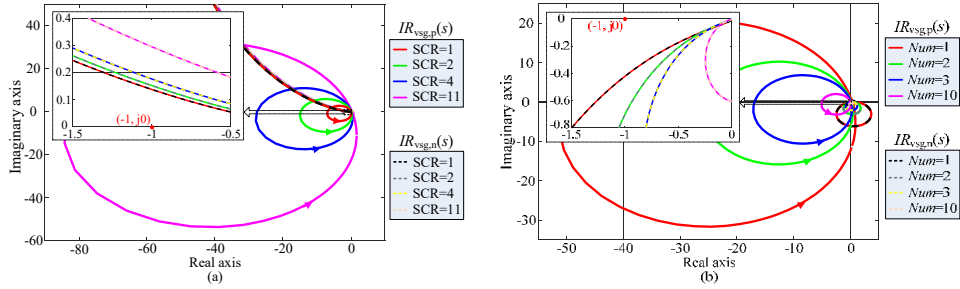 Imaginary axis
40
20
0
-20
-40
-60
-80
-60
-40
-20
0
Real axis
(a)
0.4
0.3
0.2
0.1
0
-1.5
-1
-0.5
(-1, j0)
IRvsg,p(s)
SCR=1
SCR=2
SCR=4
SCR=11
IRvsg,n(s)
SCR=1
SCR=2
SCR=4
SCR=11
Imaginary axis
20
10
0
-10
-20
-30
-50
-40
-30
-20
-10
0
Real axis
(b)
0
-0.2
-0.4
-0.6
-0.8
-1.5
-1
-0.5
0
(-1, j0)
IRvsg,p(s)
Num=1
Num=2
Num=3
Num=10
IRvsg,n(s)
Num=1
Num=2
Num=3
Num=10